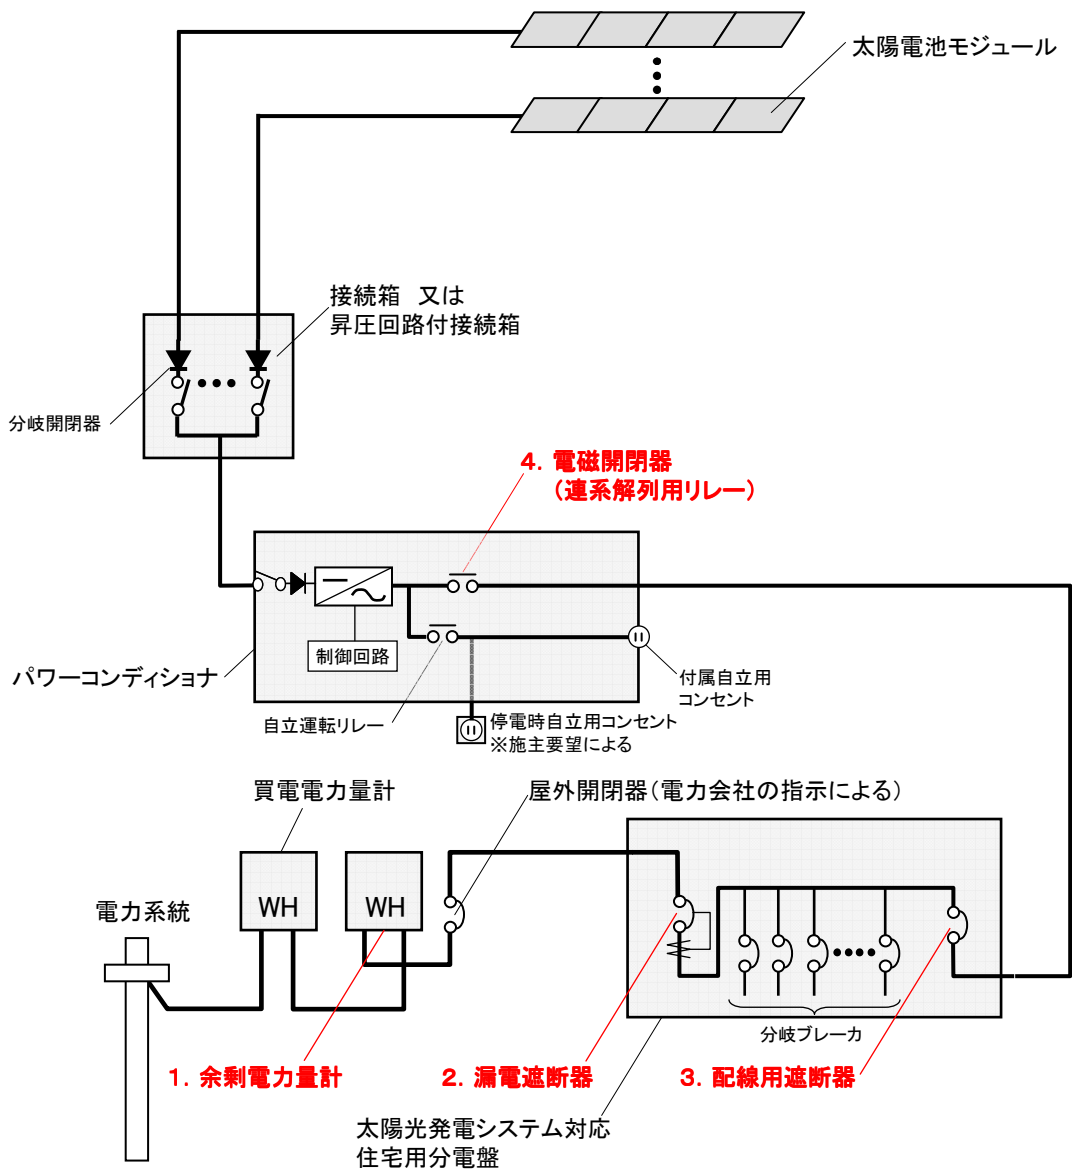 太陽電池モジュール
接続箱　又は
昇圧回路付接続箱
分岐開閉器
4．電磁開閉器
（連系解列用リレー）
制御回路
パワーコンディショナ
付属自立用
コンセント
自立運転リレー
停電時自立用コンセント
※施主要望による
買電電力量計
屋外開閉器（電力会社の指示による）
WH
WH
電力系統
分岐ブレーカ
1．余剰電力量計
2．漏電遮断器
3．配線用遮断器
太陽光発電システム対応
住宅用分電盤